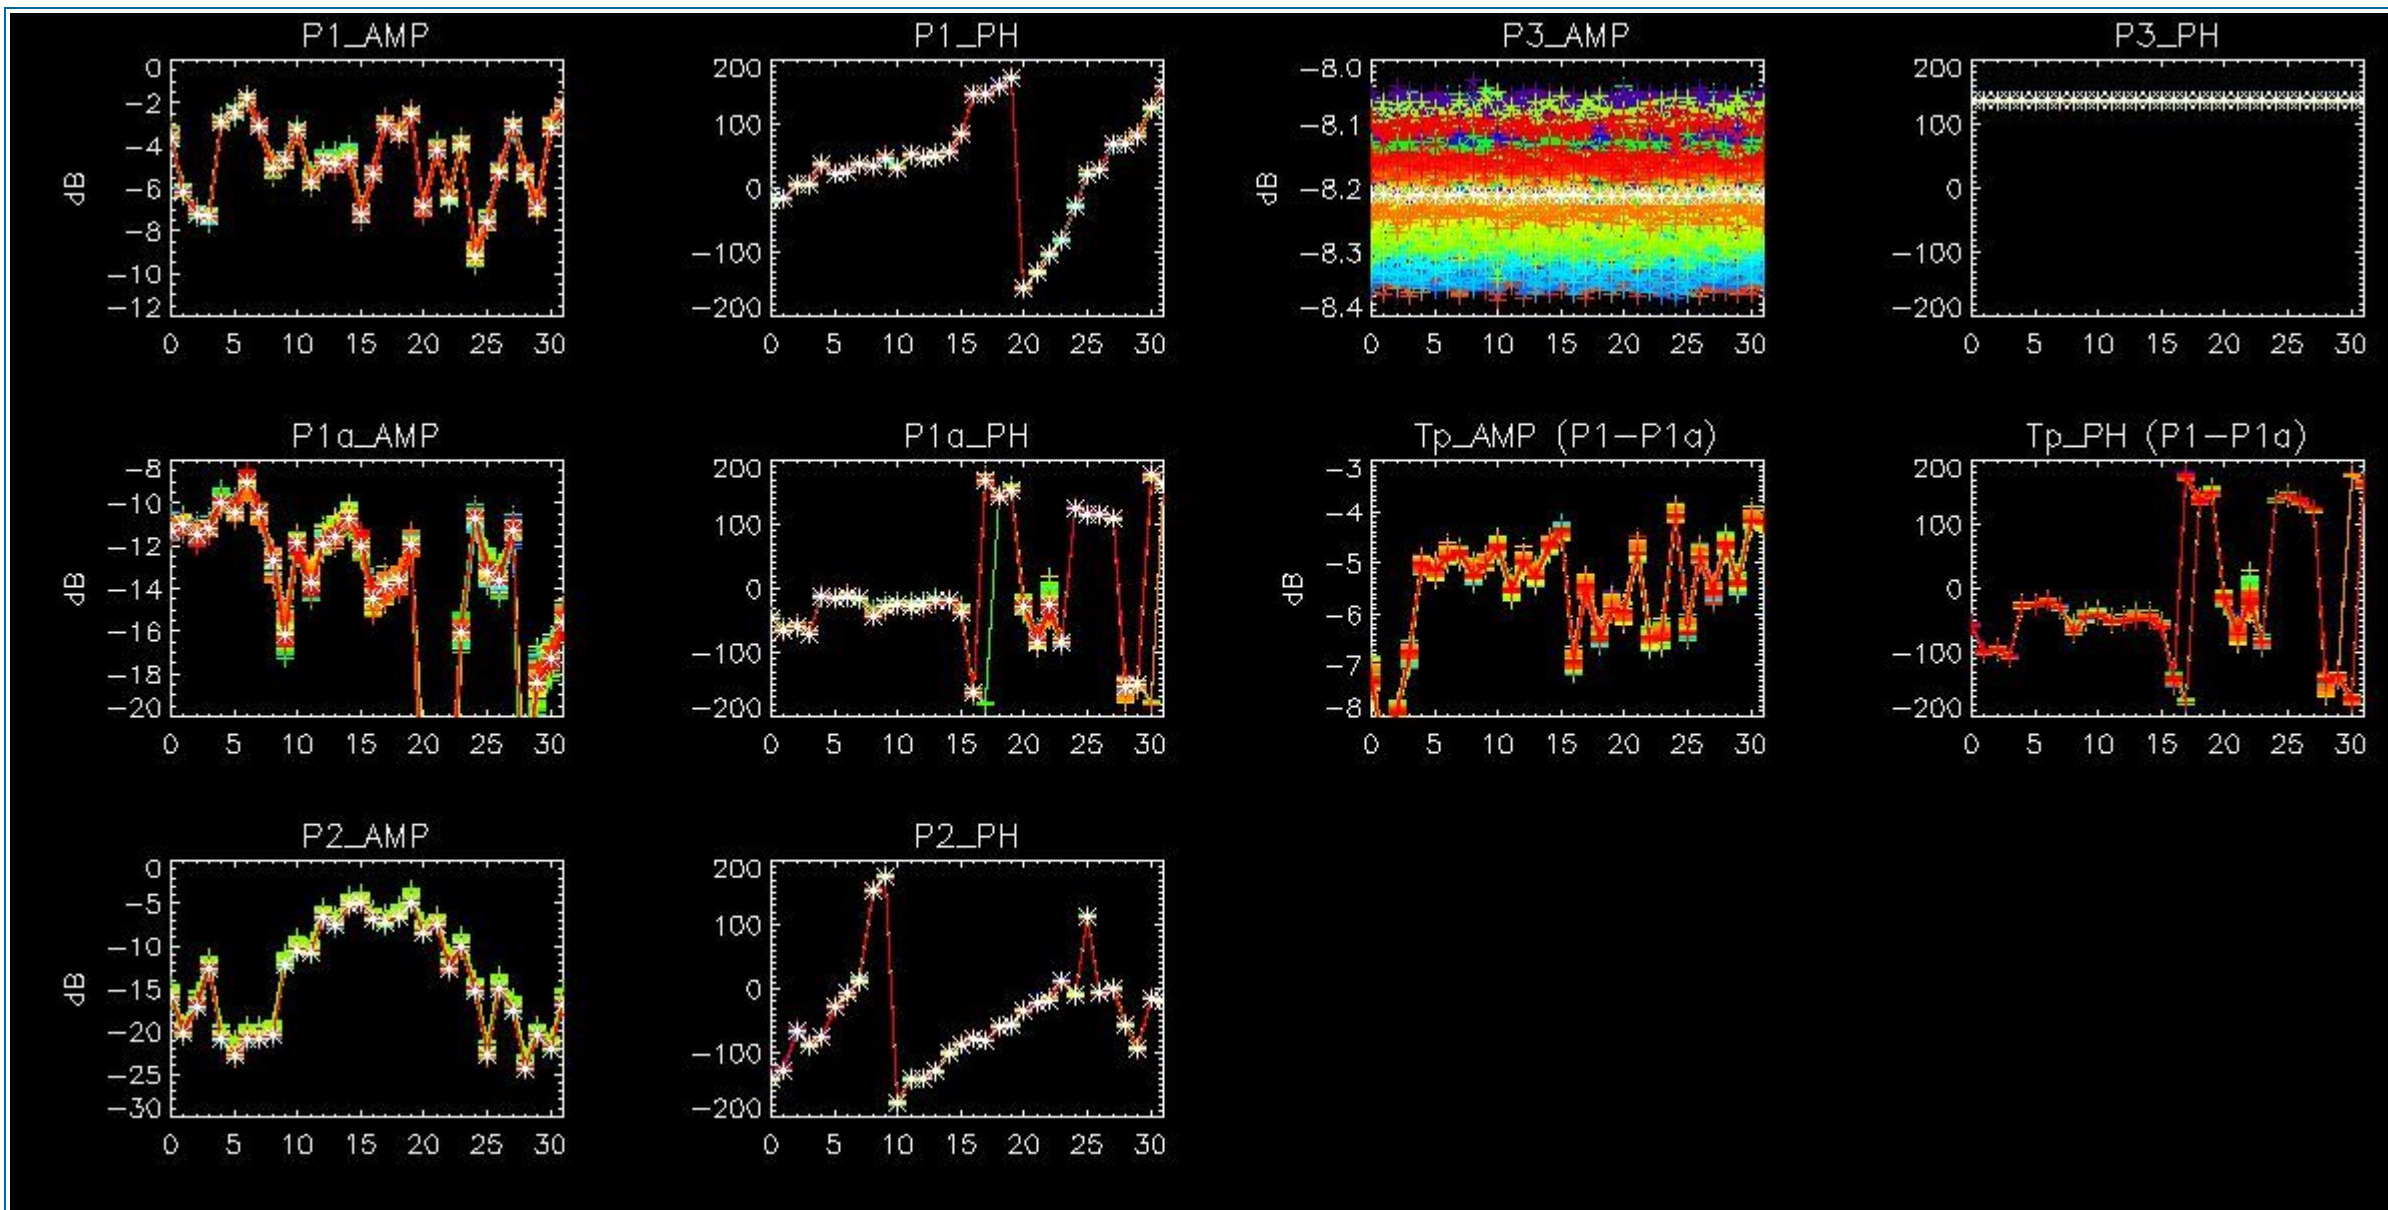 P1_AMP P1_PH P3_AMP P3_PH
0 200 -8.0 200
-2 100 -8.1 100
-4 0 -8.2 0
-6 -100 -8.3 -100
-8 -200 -8.4 -200
-10
-12
dB dB
0 5 10 15 20 25 30 0 5 10 15 20 25 30 0 5 10 15 20 25 30 0 5 10 15 20 25 30
P1a_AMP P1a_PH Tp_AMP (P1-P1a) Tp_PH (P1-P1a)
-8 200 -3 200
-10 100 -4 100
-12 0 -5 0
-14 -100 -6 -100
-16 -200 -7 -200
-18 -8
-20
dB dB
0 5 10 15 20 25 30 0 5 10 15 20 25 30 0 5 10 15 20 25 30 0 5 10 15 20 25 30
P2_AMP P2_PH
0 200
-5 100
-10 0
-15 -100
-20 -200
-25
-30
dB
0 5 10 15 20 25 30 0 5 10 15 20 25 30